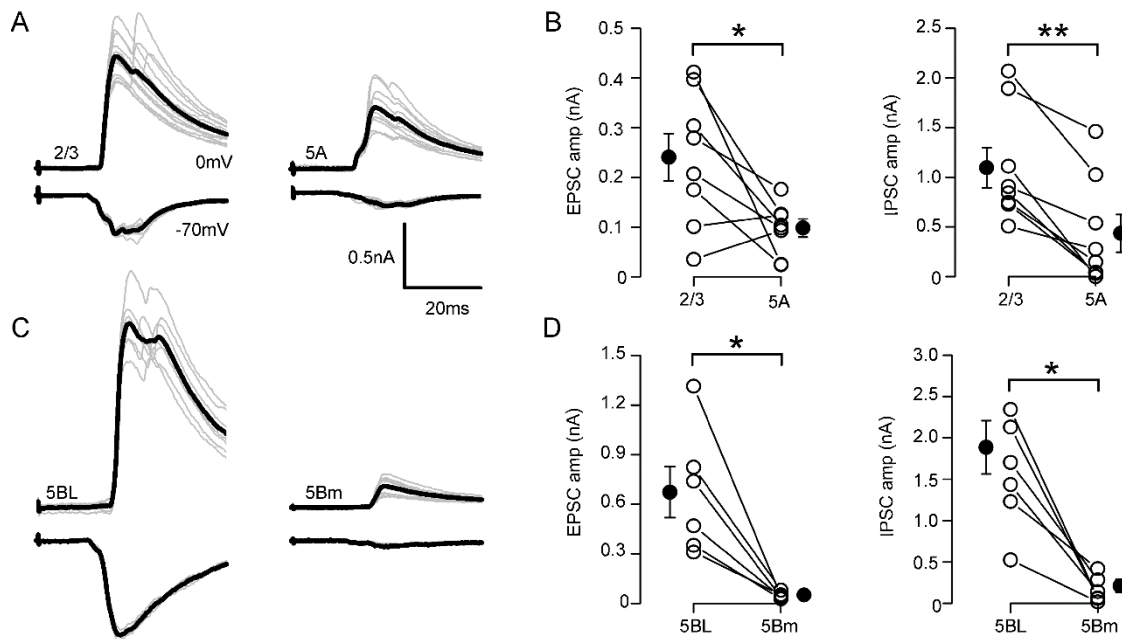 A
2/3
0mV
-70mV
5A
0.5nA
20ms
B
EPSC amp (nA)
0.5
0.4
0.3
0.2
0.1
0
*
2/3
5A
IPSC amp (nA)
2.5
2.0
1.5
1.0
0.5
0
**
2/3
5A
C
5BL
5Bm
D
EPSC amp (nA)
1.5
1.2
0.9
0.6
0.3
0
*
5BL
5Bm
IPSC amp (nA)
3.0
2.5
2.0
1.5
1.0
0.5
0
*
5BL
5Bm